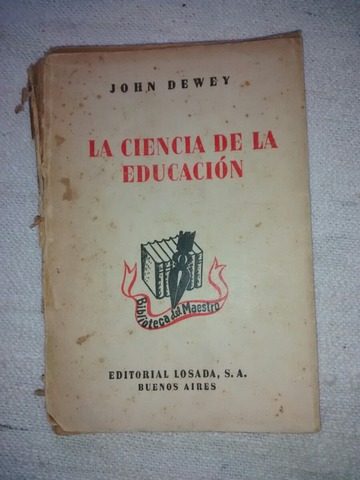 JOHN DEWEY
LA CIENCIA DE LA
EDUCACIÓN
Biblioteca del Maestro
EDITORIAL LOSADA, S. A.
BUENOS AIRES